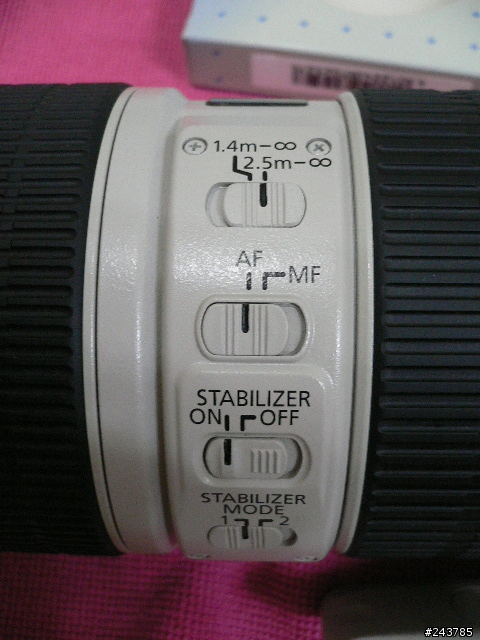 1.4m-∞
2.5m-∞
AF
MF
STABILIZER
ON OFF
STABILIZER
MODE
1 2
#243785